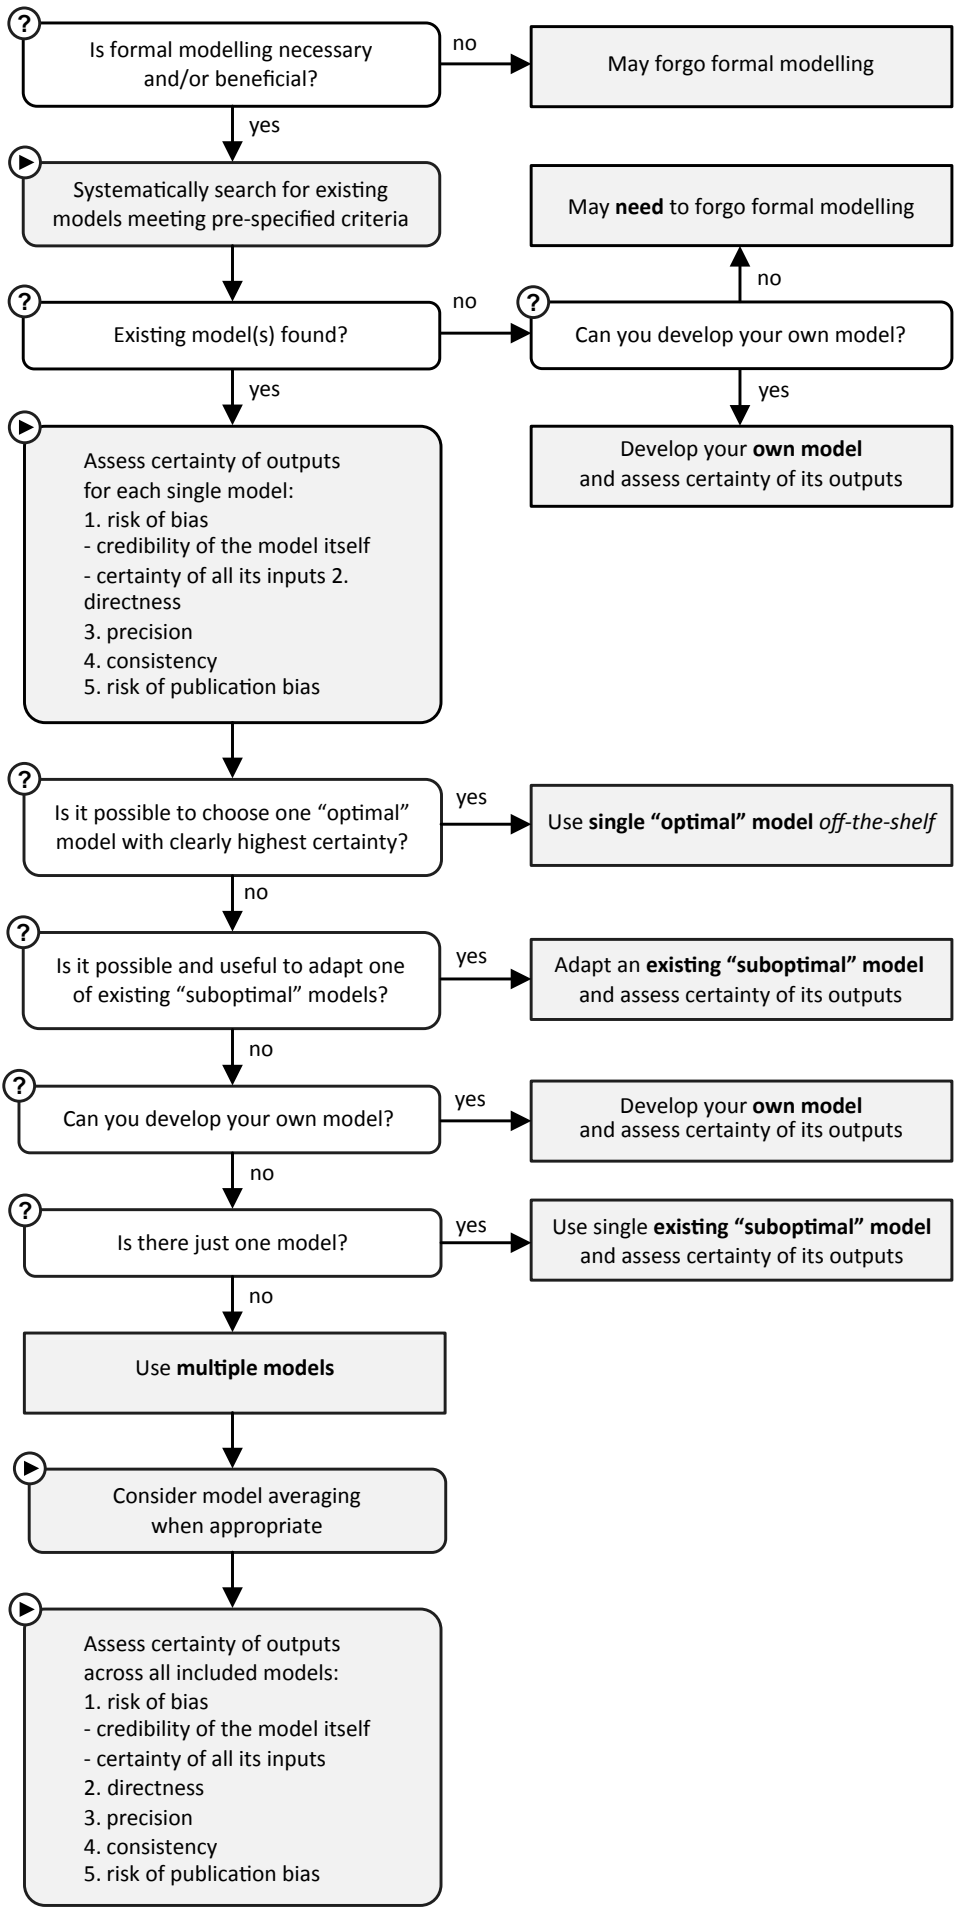 ?
Is formal modelling necessary
and/or beneficial?
no
May forgo formal modelling
yes
Systematically search for existing
models meeting pre-specified criteria
May need to forgo formal modelling
no
?
Existing model(s) found?
no
?
Can you develop your own model?
yes
yes
Develop your own model
and assess certainty of its outputs
Assess certainty of outputs
for each single model:
1. risk of bias
- credibility of the model itself
- certainty of all its inputs 2.
directness
3. precision
4. consistency
5. risk of publication bias
?
Is it possible to choose one “optimal”
model with clearly highest certainty?
yes
Use single “optimal” model off-the-shelf
no
?
Is it possible and useful to adapt one
of existing “suboptimal” models?
yes
Adapt an existing “suboptimal” model
and assess certainty of its outputs
no
?
Can you develop your own model?
yes
Develop your own model
and assess certainty of its outputs
no
?
Is there just one model?
yes
Use single existing “suboptimal” model
and assess certainty of its outputs
no
Use multiple models
Consider model averaging
when appropriate
Assess certainty of outputs
across all included models:
1. risk of bias
- credibility of the model itself
- certainty of all its inputs
2. directness
3. precision
4. consistency
5. risk of publication bias